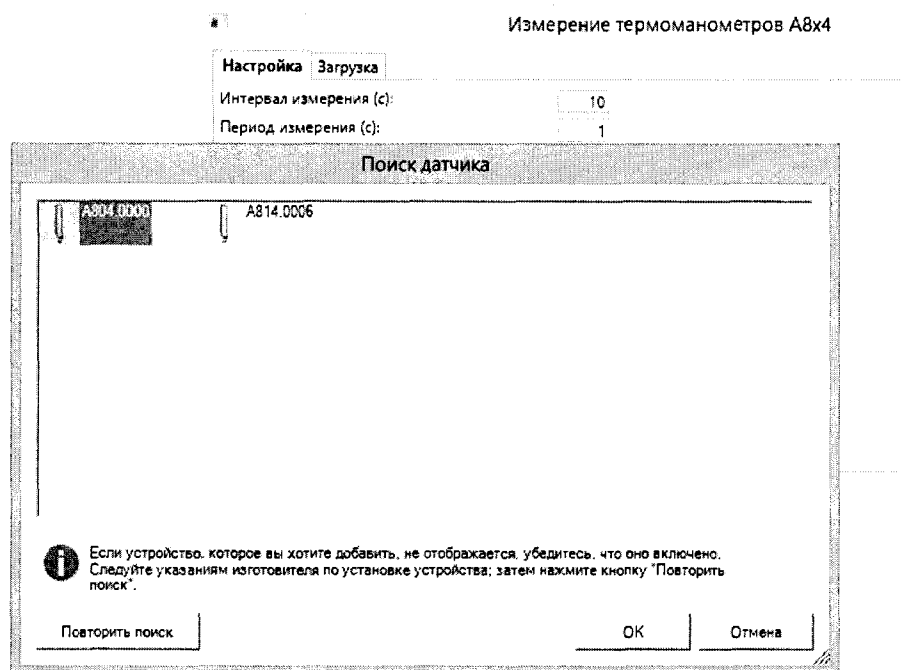 Измерение термоманометров A8x4
Настройка Загрузка
Интервал измерения (с): 10
Период измерения (с): 1
Поиск датчика
A804.0000 A814.0006
Если устройство, которое вы хотите добавить, не отображается, убедитесь, что оно включено.
Следуйте указаниям изготовителя по установке устройства; затем нажмите кнопку "Повторить
поиск".
Повторить поиск OK Отмена